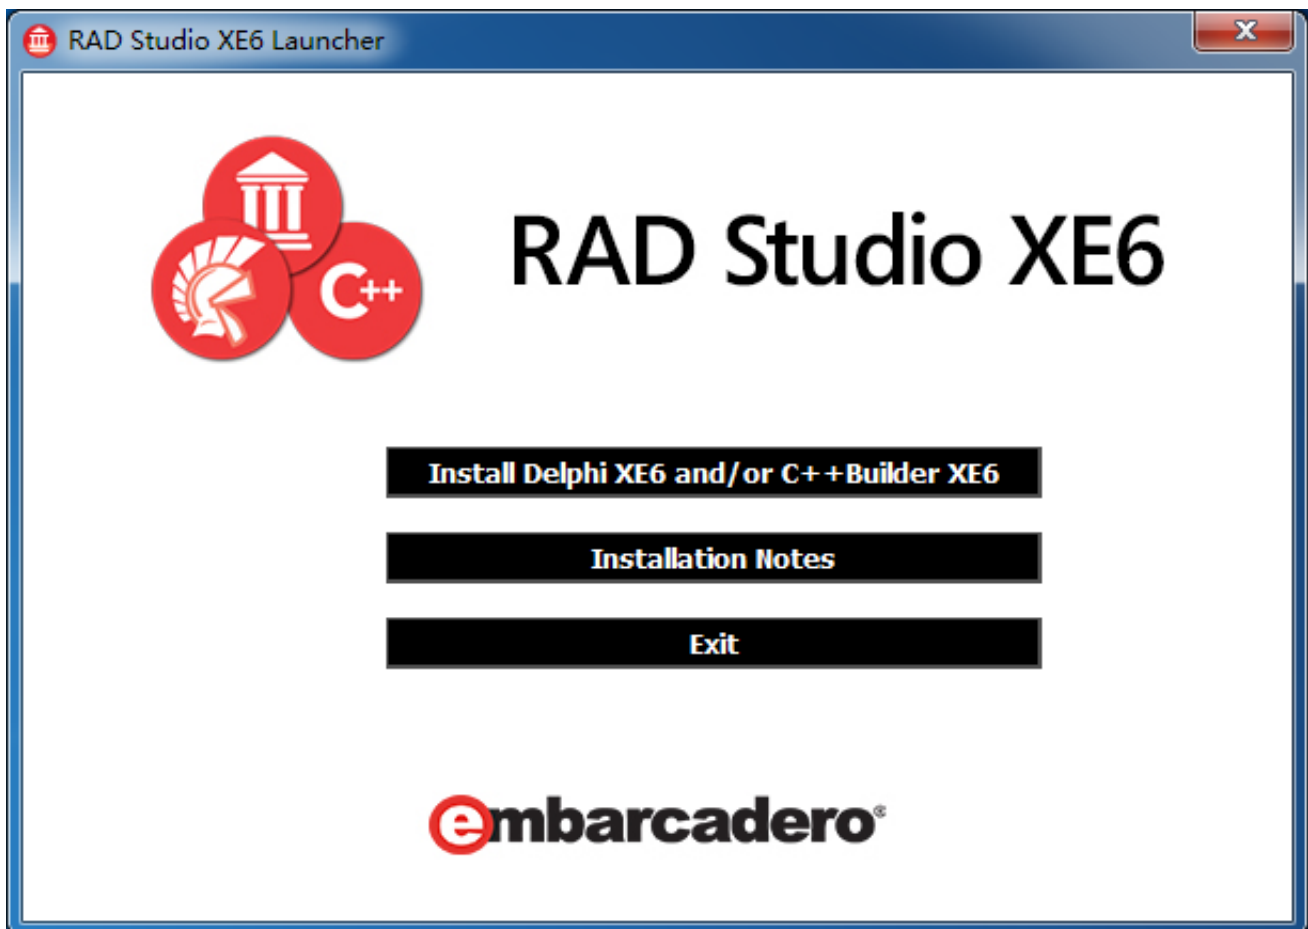 RAD Studio XE6 Launcher
RAD Studio XE6
C++
Install Delphi XE6 and/or C++Builder XE6
Installation Notes
Exit
embarcadero®